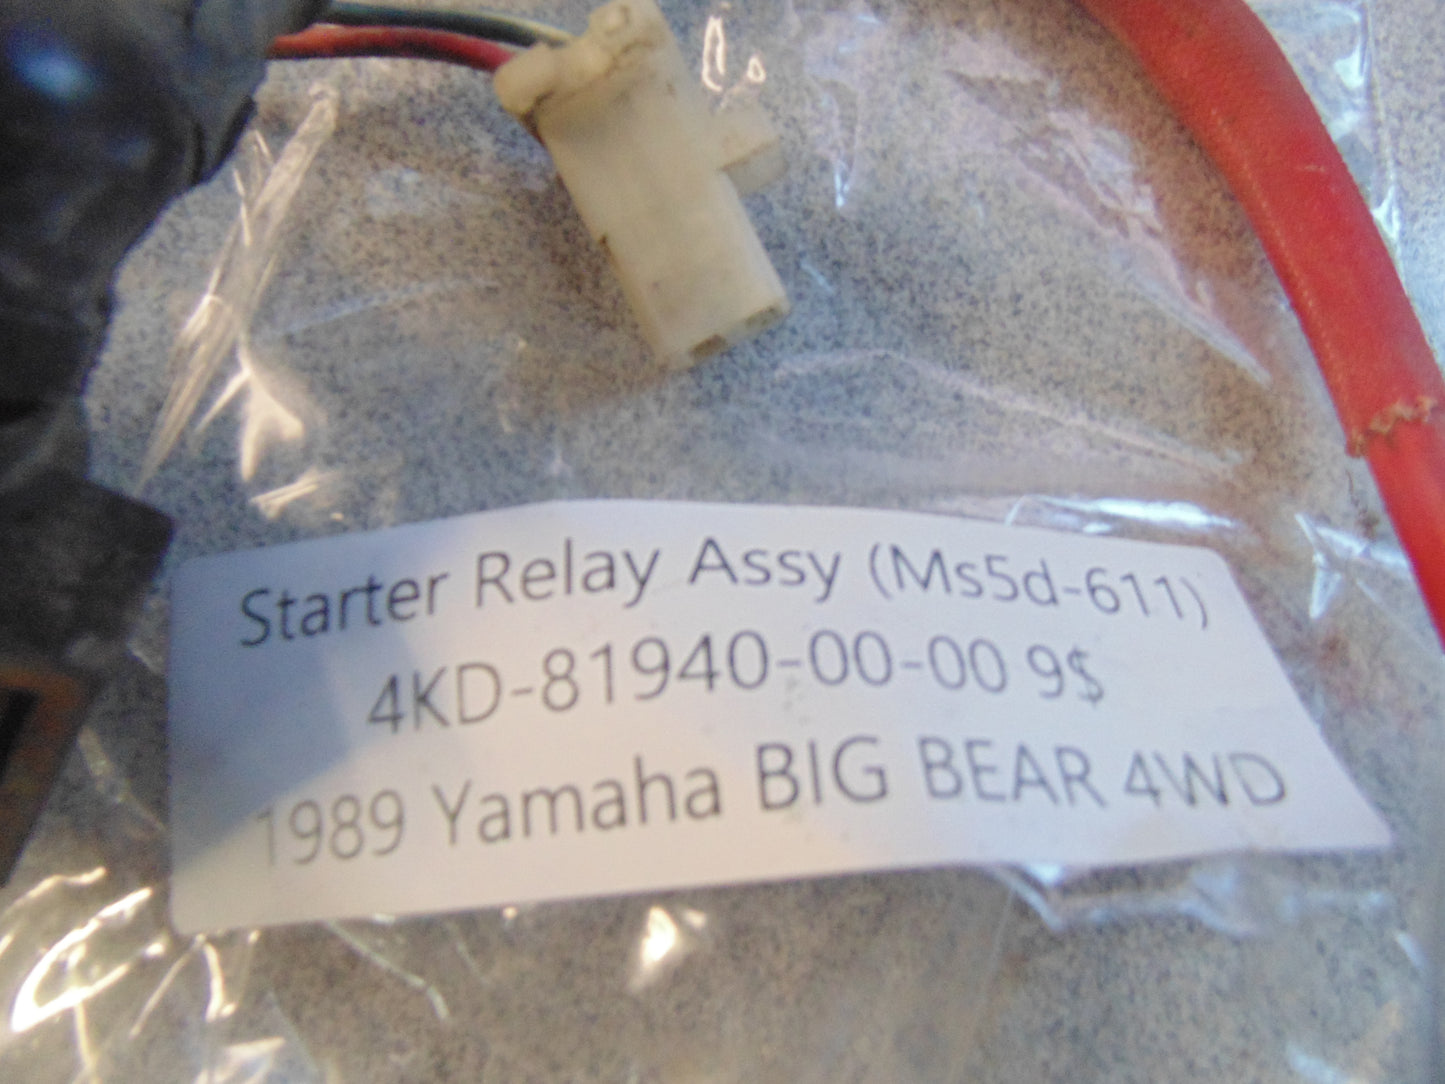 Starter Relay Assy (Ms5d-611)
4KD-81940-00-00 9$
1989 Yamaha BIG BEAR 4WD